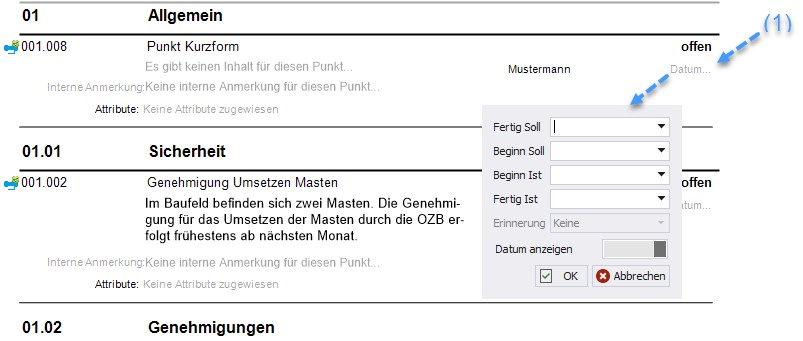 (1)
01 Allgemein
001.008 Punkt Kurzform offen
Es gibt keinen Inhalt für diesen Punkt... Mustermann Datum...
Interne Anmerkung: Keine interne Anmerkung für diesen Punkt...
Attribute: Keine Attribute zugewiesen
Fertig Soll
Beginn Soll
Beginn Ist
Fertig Ist
Erinnerung Keine
Datum anzeigen
OK Abbrechen
01.01 Sicherheit
001.002 Genehmigung Umsetzen Masten offen
Im Baufeld befinden sich zwei Masten. Die Genehmi-
gung für das Umsetzen der Masten durch die OZB er-
folgt frühestens ab nächsten Monat.
atum...
Interne Anmerkung: Keine interne Anmerkung für diesen Punkt...
Attribute: Keine Attribute zugewiesen
01.02 Genehmigungen